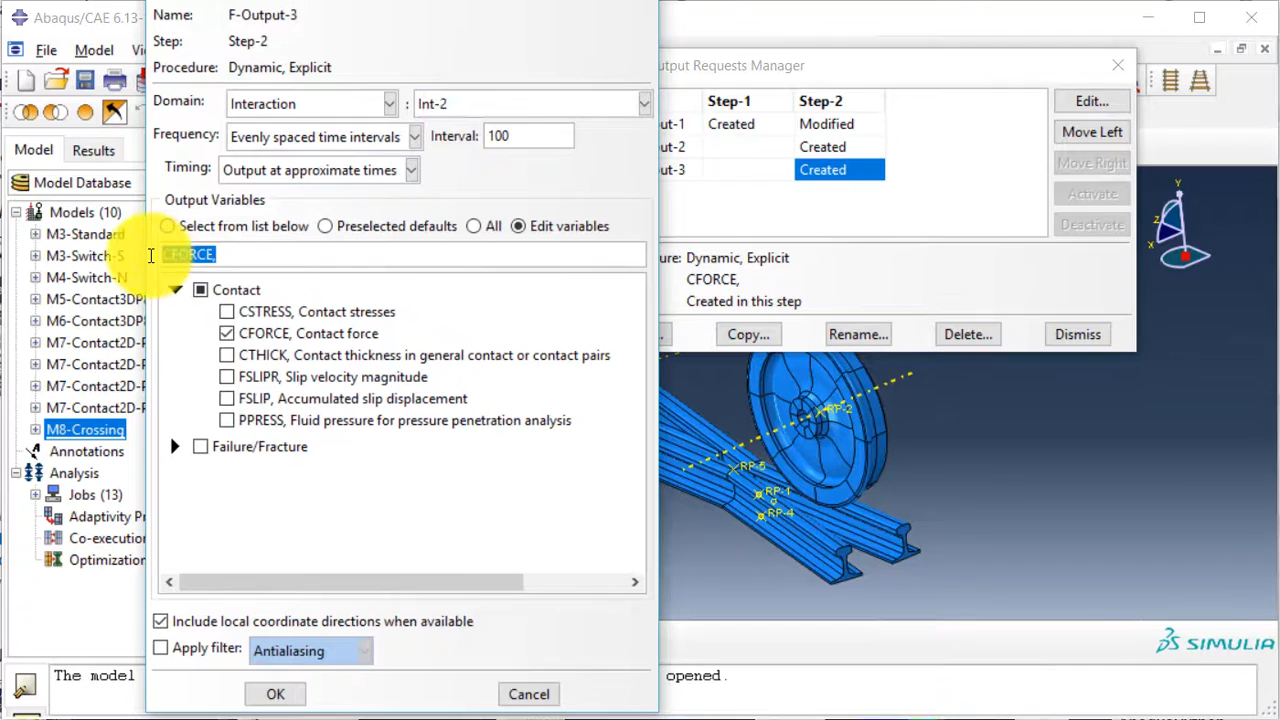 Abaqus/CAE 6.13-
File Model Vi
Model Results
Model Database
Models (10)
M3-Standard
M3-Switch-S
M4-Switch-N
M5-Contact3DP
M6-Contact3DP
M7-Contact2D-F
M7-Contact2D-F
M7-Contact2D-F
M7-Contact2D-F
M8-Crossing
Annotations
Analysis
Jobs (13)
Adaptivity Pr
Co-execution
Optimization
Name: F-Output-3
Step: Step-2
Procedure: Dynamic, Explicit
Domain: Interaction : Int-2
Frequency: Evenly spaced time intervals Interval: 100
Timing: Output at approximate times
Output Variables
Select from list below Preselected defaults All Edit variables
CFORCE,
Contact
CSTRESS, Contact stresses
CFORCE, Contact force
CTHICK, Contact thickness in general contact or contact pairs
FSLIPR, Slip velocity magnitude
FSLIP, Accumulated slip displacement
PPRESS, Fluid pressure for pressure penetration analysis
Failure/Fracture
Include local coordinate directions when available
Apply filter: Antialiasing
OK Cancel
utput Requests Manager
Step-1 Step-2
ut-1 Created Modified
ut-2 Created
ut-3 Created
Edit...
Move Left
Move Right
Activate
Deactivate
ure: Dynamic, Explicit
CFORCE,
Created in this step
Copy... Rename... Delete... Dismiss
Y
Z
X
RP-2
RP-5
RP-1
RP-4
SIMULIA
The model opened.